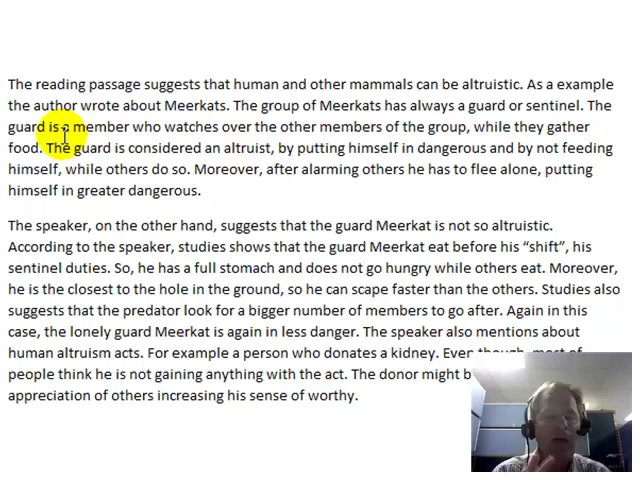 The reading passage suggests that human and other mammals can be altruistic. As a example
the author wrote about Meerkats. The group of Meerkats has always a guard or sentinel. The
guard is a member who watches over the other members of the group, while they gather
food. The guard is considered an altruist, by putting himself in dangerous and by not feeding
himself, while others do so. Moreover, after alarming others he has to flee alone, putting
himself in greater dangerous.
The speaker, on the other hand, suggests that the guard Meerkat is not so altruistic.
According to the speaker, studies shows that the guard Meerkat eat before his “shift”, his
sentinel duties. So, he has a full stomach and does not go hungry while others eat. Moreover,
he is the closest to the hole in the ground, so he can scape faster than the others. Studies also
suggests that the predator look for a bigger number of members to go after. Again in this
case, the lonely guard Meerkat is again in less danger. The speaker also mentions about
human altruism acts. For example a person who donates a kidney. Even though, most of
people think he is not gaining anything with the act. The donor might
appreciation of others increasing his sense of worthy.